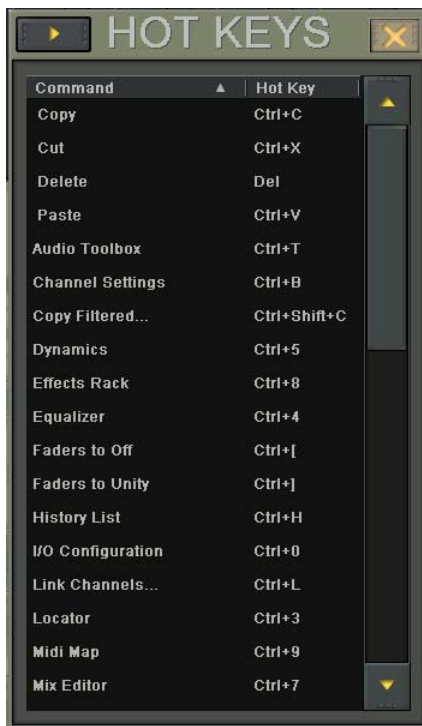 HOT KEYS
Command Hot Key
Copy Ctrl+C
Cut Ctrl+X
Delete Del
Paste Ctrl+V
Audio Toolbox Ctrl+T
Channel Settings Ctrl+B
Copy Filtered... Ctrl+Shift+C
Dynamics Ctrl+5
Effects Rack Ctrl+8
Equalizer Ctrl+4
Faders to Off Ctrl+[
Faders to Unity Ctrl+]
History List Ctrl+H
I/O Configuration Ctrl+0
Link Channels... Ctrl+L
Locator Ctrl+3
Midi Map Ctrl+9
Mix Editor Ctrl+7